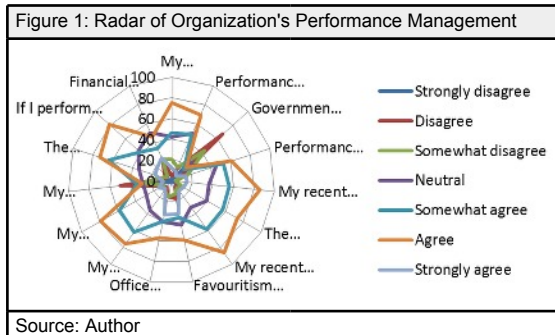 Figure 1: Radar of Organization's Performance Management
My...
Performanc...
Governmen...
Performanc...
My recent...
The...
My recent...
Favouritism...
Office...
My...
My...
My...
The...
If I perform...
Financial...
100
80
60
40
20
0
Strongly disagree
Disagree
Somewhat disagree
Neutral
Somewhat agree
Agree
Strongly agree
Source: Author